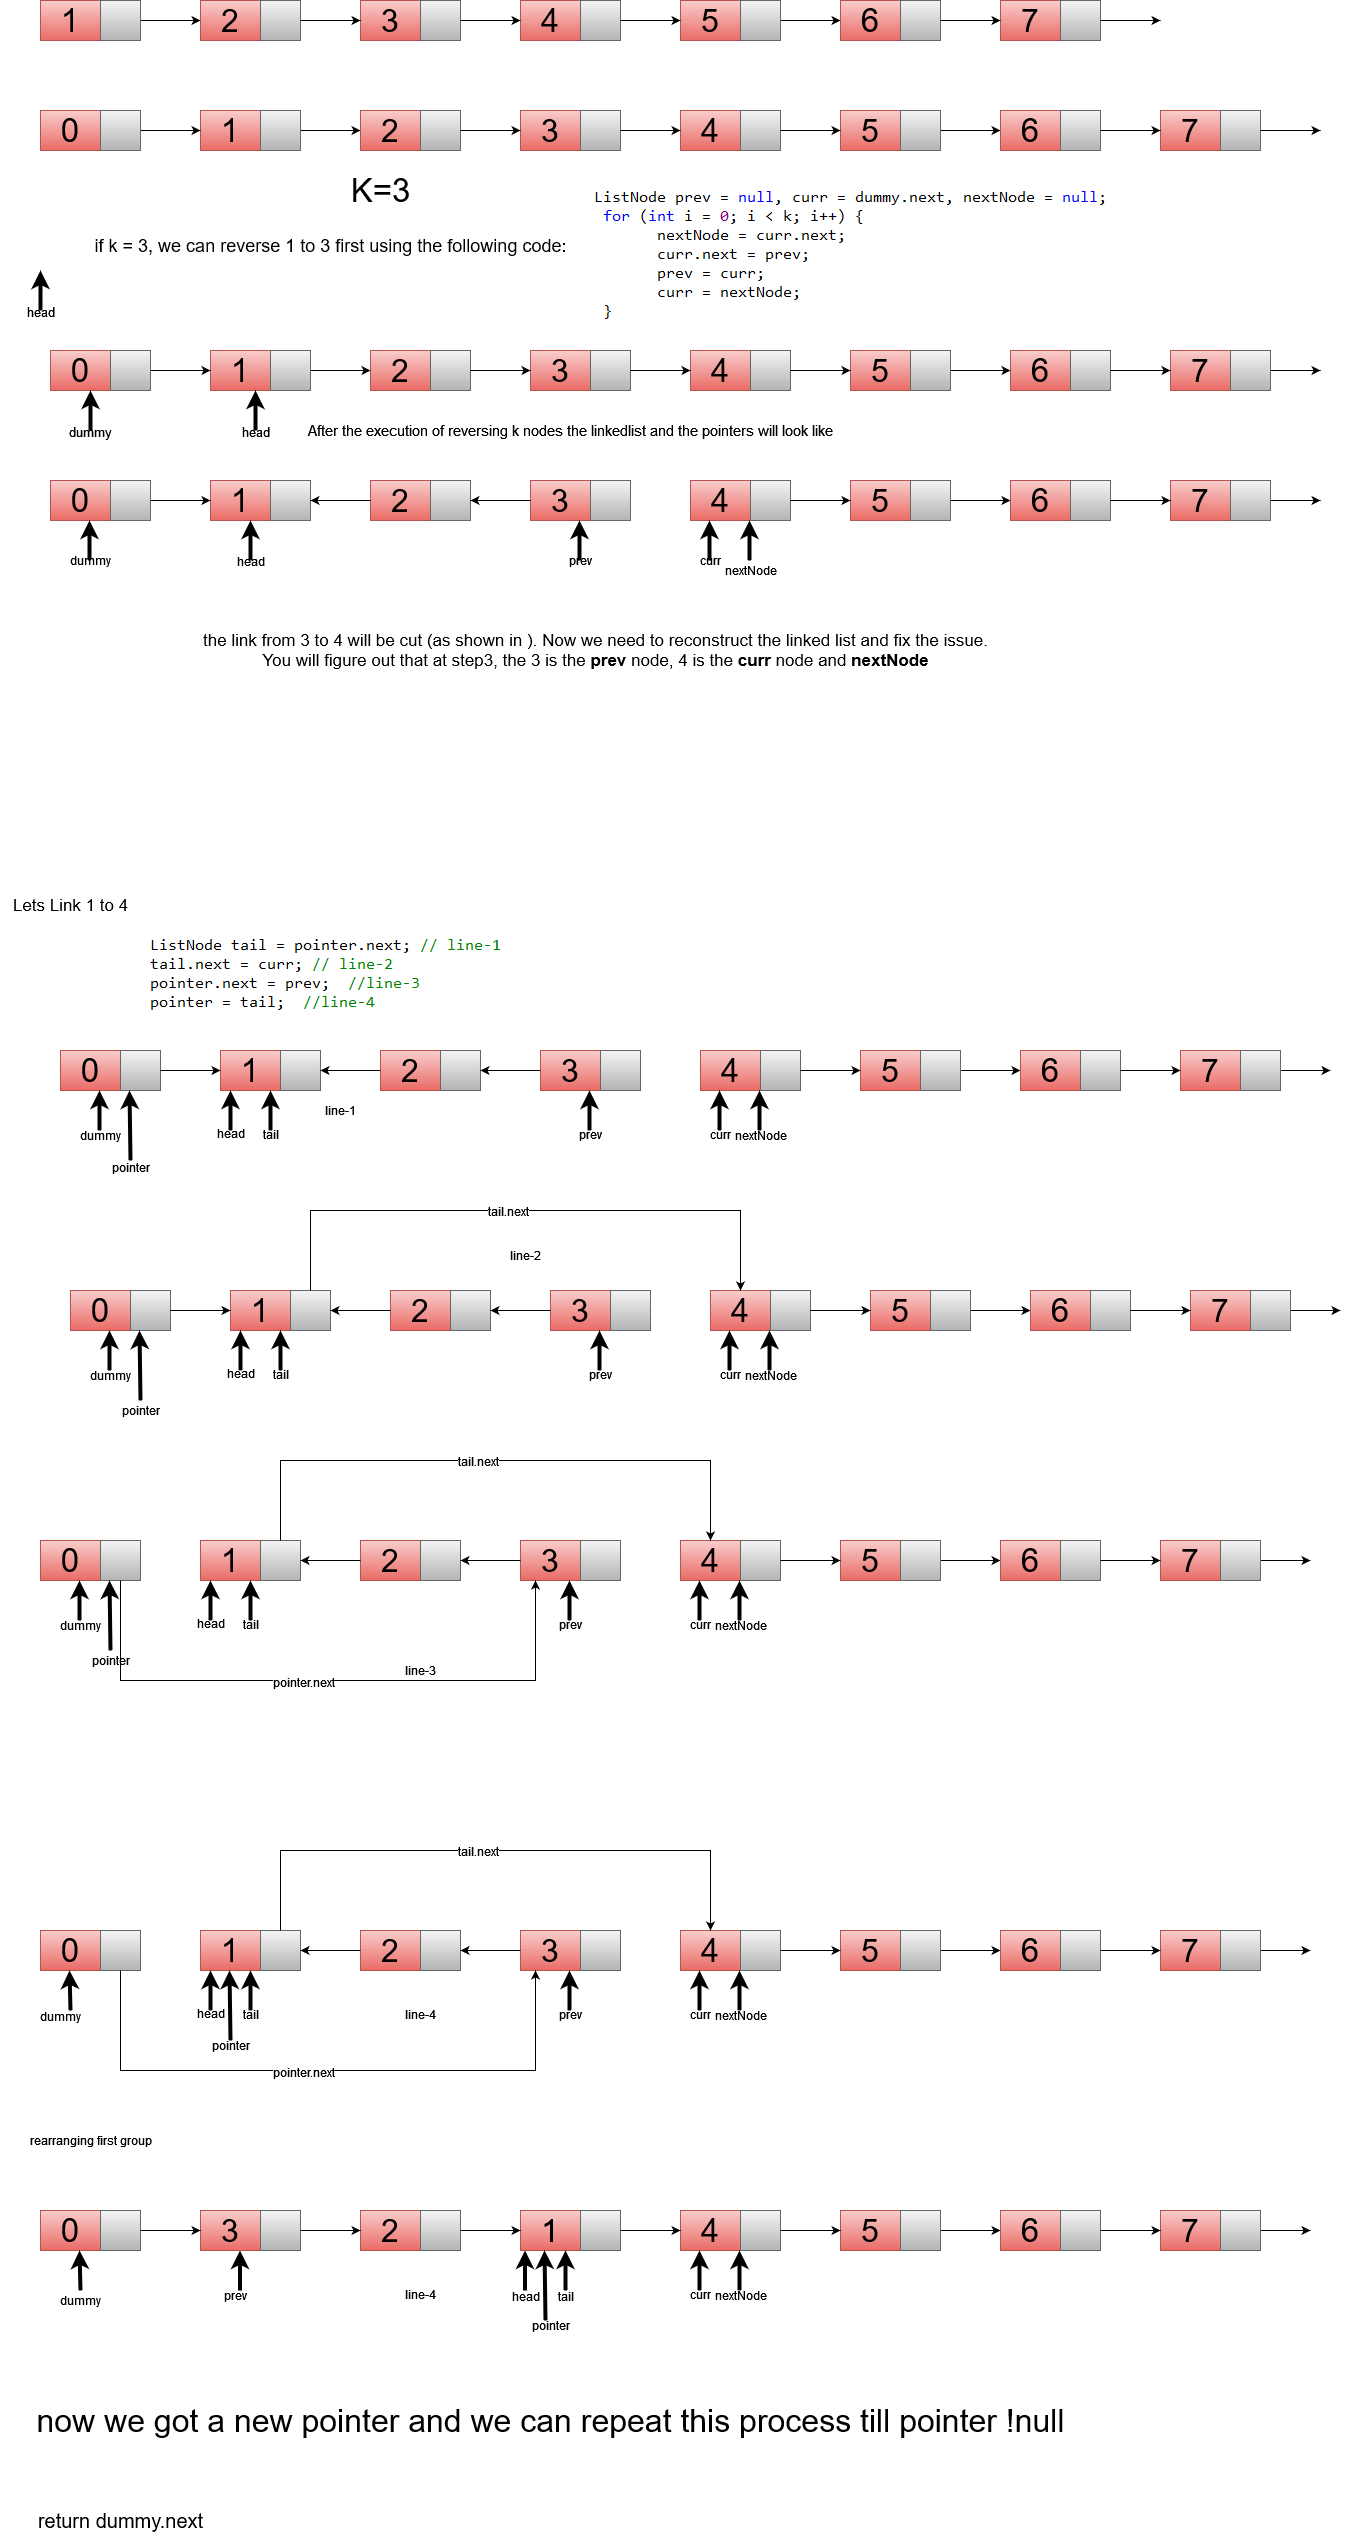 1 2 3 4 5 6 7
0 1 2 3 4 5 6 7
K=3
ListNode prev = null, curr = dummy.next, nextNode = null;
for (int i = 0; i < k; i++) {
nextNode = curr.next;
if k = 3, we can reverse 1 to 3 first using the following code:
curr.next = prev;
prev = curr;
curr = nextNode;
}
head
0 1 2 3 4 5 6 7
dummy head After the execution of reversing k nodes the linkedlist and the pointers will look like
0 1 2 3 4 5 6 7
dummy head prev curr
nextNode
the link from 3 to 4 will be cut (as shown in ). Now we need to reconstruct the linked list and fix the issue.
You will figure out that at step3, the 3 is the prev node, 4 is the curr node and nextNode
Lets Link 1 to 4
ListNode tail = pointer.next; // line-1
tail.next = curr; // line-2
pointer.next = prev; //line-3
pointer = tail; //line-4
0 1 2 3 4 5 6 7
line-1
dummy head tail prev curr nextNode
pointer
tail.next
line-2
0 1 2 3 4 5 6 7
dummy head tail prev curr nextNode
pointer
tail.next
0 1 2 3 4 5 6 7
dummy head tail prev curr nextNode
pointer
line-3
pointer.next
tail.next
0 1 2 3 4 5 6 7
dummy head tail line-4 prev curr nextNode
pointer
pointer.next
rearranging first group
0 3 2 1 4 5 6 7
dummy prev line-4 head tail curr nextNode
pointer
now we got a new pointer and we can repeat this process till pointer !null
return dummy.next